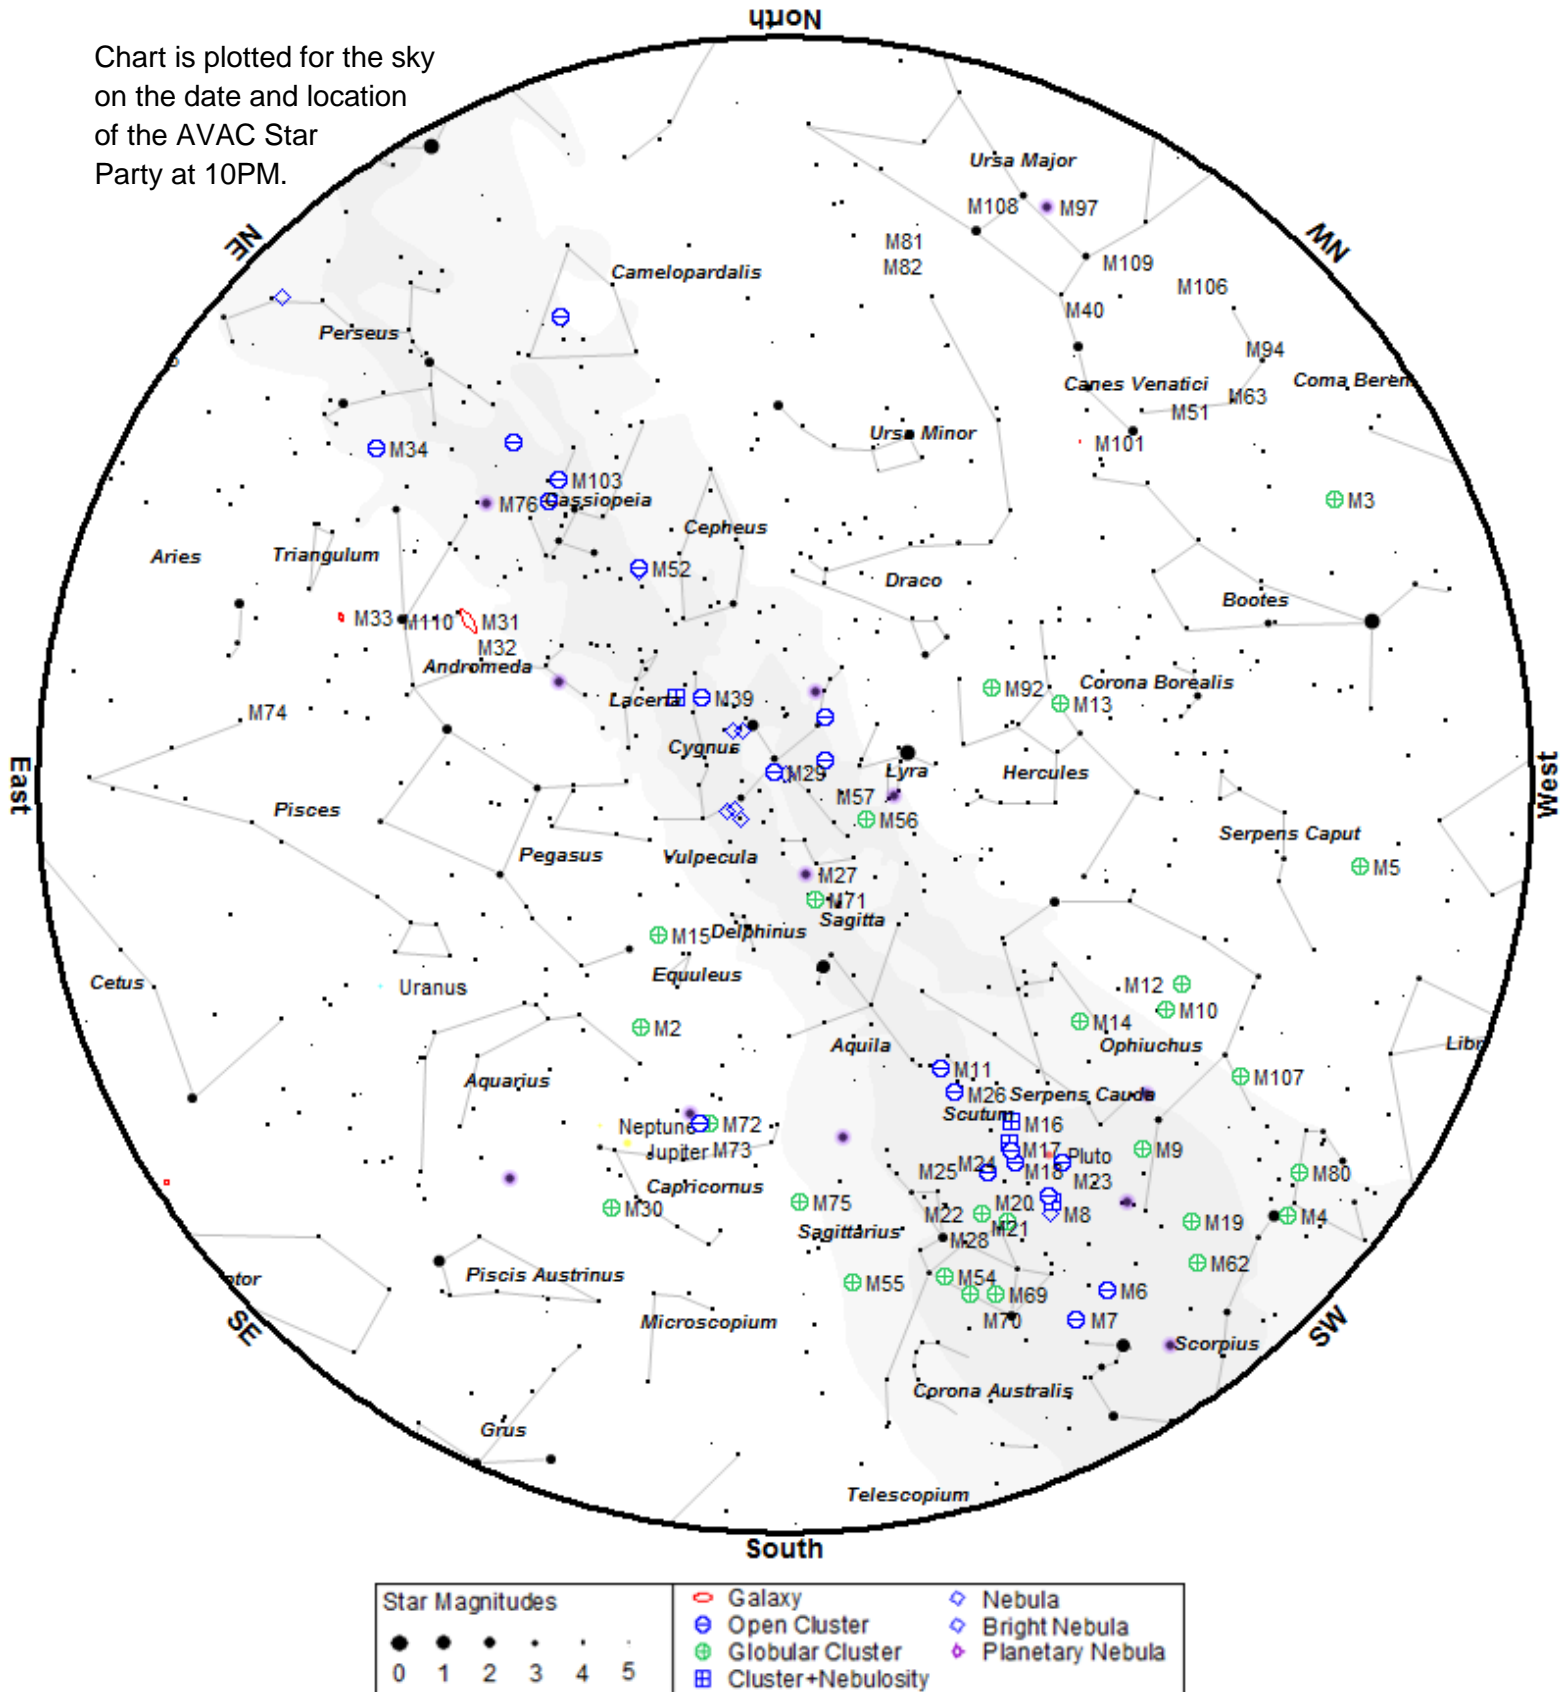 North
Chart is plotted for the sky
on the date and location
of the AVAC Star
Party at 10PM.
Ursa Major
M108
M97
NE
NW
M81
M82
Camelopardalis
M109
M106
M40
Perseus
M94
Canes Venatici
Coma Beren
M63
M51
Ursa Minor
M101
M34
M103
M76
Cassiopeia
M3
Cepheus
Aries
Triangulum
M52
Draco
Bootes
M33
M110
M31
M32
Andromeda
Corona Borealis
M92
Lacerta
M39
M13
M74
Cygnus
East
West
M29
Lyra
Hercules
M57
Pisces
M56
Serpens Caput
Pegasus
Vulpecula
M5
M27
M71
Sagitta
M15
Delphinus
Equuleus
Cetus
Uranus
M12
M10
M2
M14
Aquila
Ophiuchus
Libr
M11
Aquarius
M107
M26
Serpens Cauda
Scutum
M16
Neptune
M72
M17
Jupiter
M73
M24
Pluto
M9
M25
M18
M80
M23
Capricornus
M30
M75
M20
M22
M8
M4
M19
M21
Sagittarius
M28
M62
Piscis Austrinus
M54
M55
M69
M6
ptor
Microscopium
M70
M7
SE
SW
Scorpius
Corona Australis
Grus
Telescopium
South
Star Magnitudes
0 1 2 3 4 5
Galaxy
Open Cluster
Globular Cluster
Cluster+Nebulosity
Nebula
Bright Nebula
Planetary Nebula